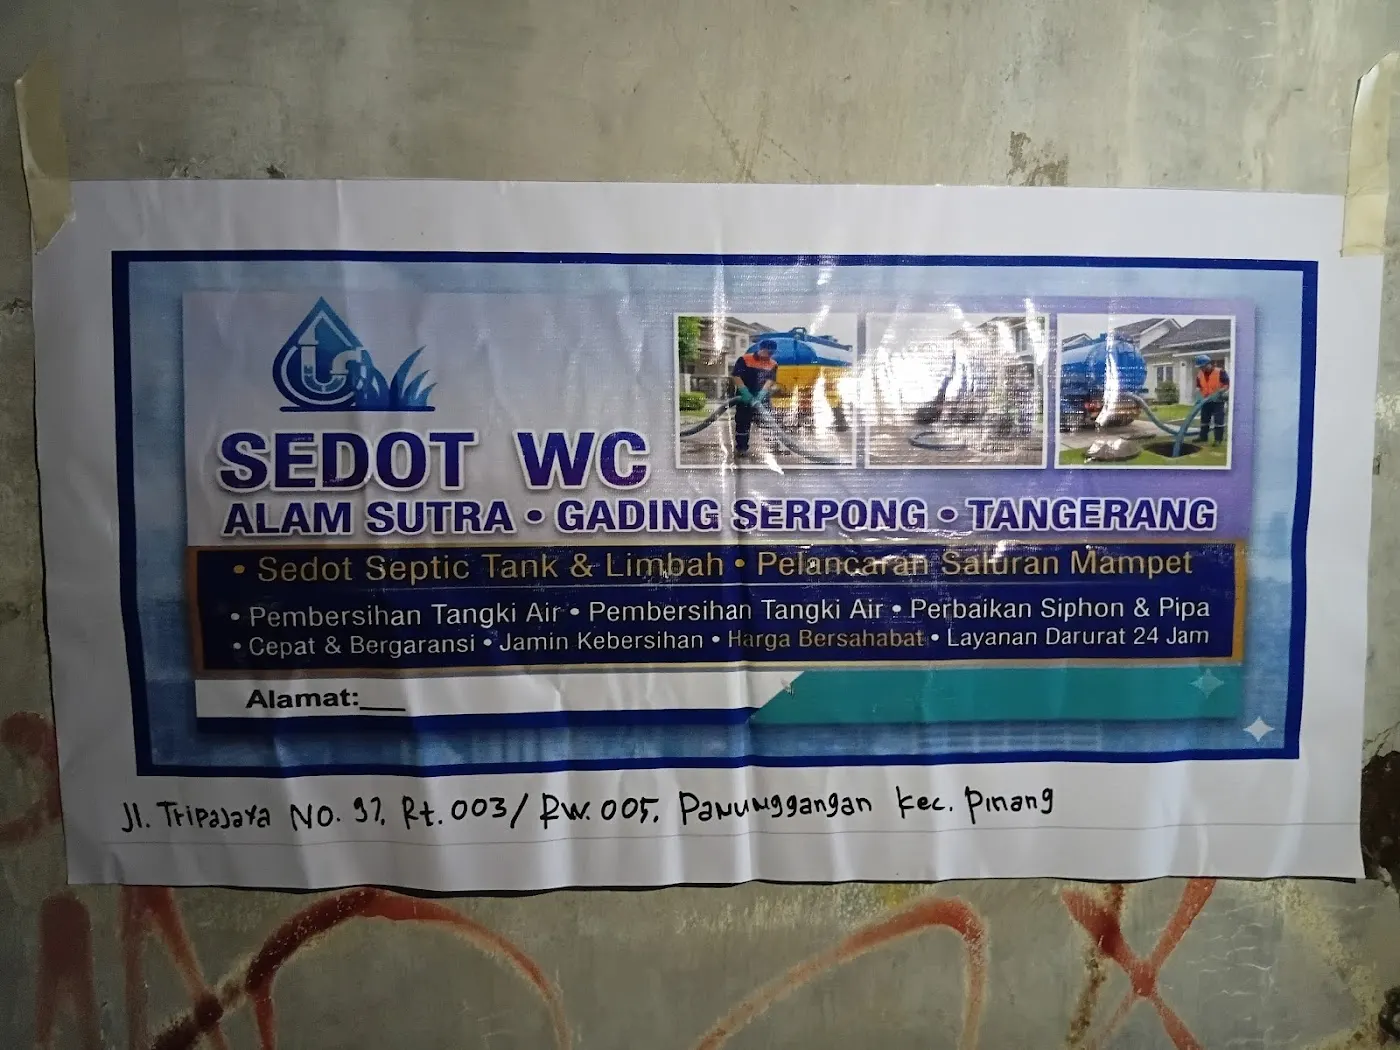 SEDOT WC
ALAM SUTRA • GADING SERPONG • TANGERANG
• Sedot Septic Tank & Limbah • Pelancaran Saluran Mampet
• Pembersihan Tangki Air • Pembersihan Tangki Air • Perbaikan Siphon & Pipa
• Cepat & Bergaransi • Jamin Kebersihan • Harga Bersahabat • Layanan Darurat 24 Jam
Alamat:___
Jl. Tripajaya No. 97, Rt. 003/ RW. 005, Panunggangan Kec. Pinang